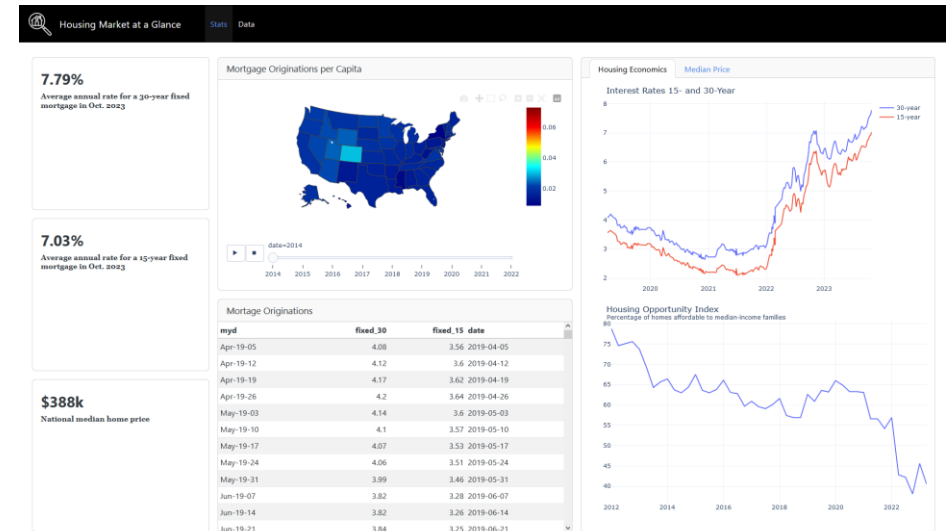 Housing Market at a Glance
Stats Data
7.79%
Average annual rate for a 30-year fixed
mortgage in Oct. 2023
7.03%
Average annual rate for a 15-year fixed
mortgage in Oct. 2023
$388k
National median home price
Mortgage Originations per Capita
0.06
0.04
0.02
date=2014
2014 2015 2016 2017 2018 2019 2020 2021 2022
Mortage Originations
myd fixed_30 fixed_15 date
Apr-19-05 4.08 3.56 2019-04-05
Apr-19-12 4.12 3.6 2019-04-12
Apr-19-19 4.17 3.62 2019-04-19
Apr-19-26 4.2 3.64 2019-04-26
May-19-03 4.14 3.6 2019-05-03
May-19-10 4.1 3.57 2019-05-10
May-19-17 4.07 3.53 2019-05-17
May-19-24 4.06 3.51 2019-05-24
May-19-31 3.99 3.46 2019-05-31
Jun-19-07 3.82 3.28 2019-06-07
Jun-19-14 3.82 3.26 2019-06-14
Jun-19-21 3.84 3.25 2019-06-21
Housing Economics Median Price
Interest Rates 15- and 30-Year
30-year
15-year
8
7
6
5
4
3
2
2020 2021 2022 2023
Housing Opportunity Index
Percentage of homes affordable to median-income families
80
75
70
65
60
55
50
45
40
2012 2014 2016 2018 2020 2022